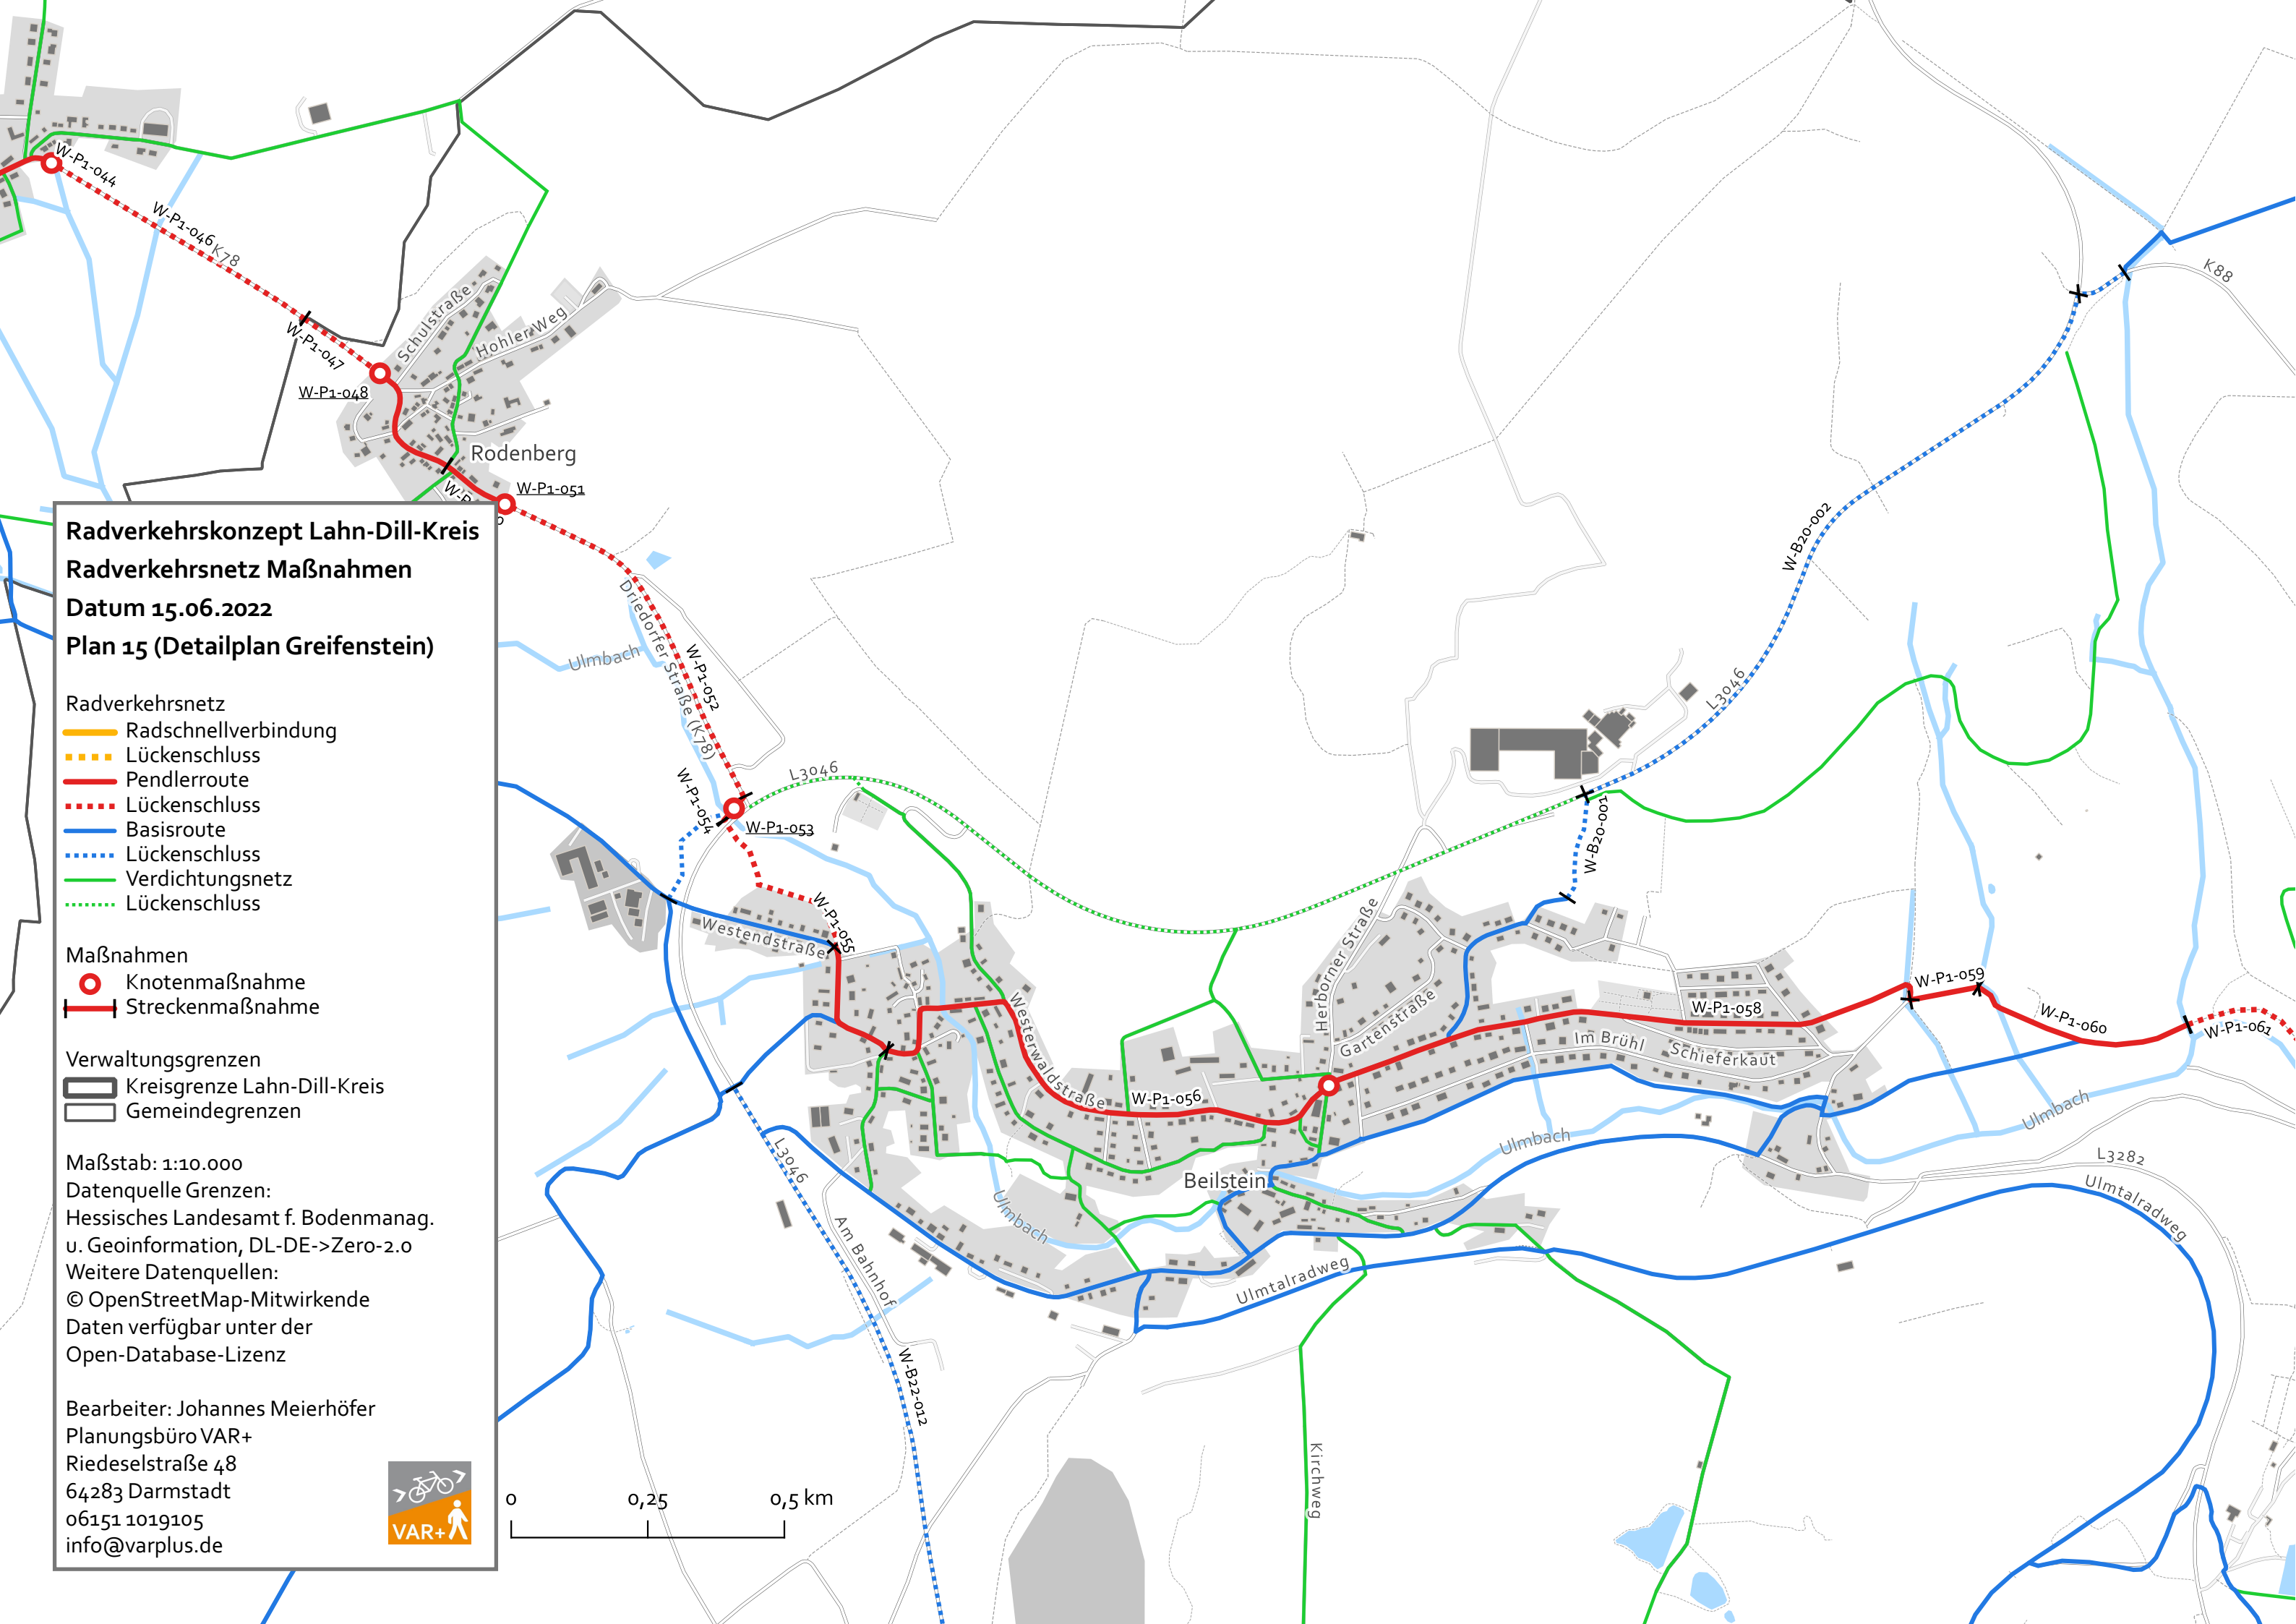 Radverkehrskonzept Lahn-Dill-Kreis
Radverkehrsnetz Maßnahmen
Datum 15.06.2022
Plan 15 (Detailplan Greifenstein)
Radverkehrsnetz
Radschnellverbindung
Lückenschluss
Pendlerroute
Lückenschluss
Basisroute
Lückenschluss
Verdichtungsnetz
Lückenschluss
Maßnahmen
Knotenmaßnahme
Streckenmaßnahme
Verwaltungsgrenzen
Kreisgrenze Lahn-Dill-Kreis
Gemeindegrenzen
Maßstab: 1:10.000
Datenquelle Grenzen:
Hessisches Landesamt f. Bodenmanag.
u. Geoinformation, DL-DE->Zero-2.0
Weitere Datenquellen:
© OpenStreetMap-Mitwirkende
Daten verfügbar unter der
Open-Database-Lizenz
Bearbeiter: Johannes Meierhöfer
Planungsbüro VAR+
Riedeselstraße 48
64283 Darmstadt
06151 1019105
info@varplus.de
VAR+
0
0,25
0,5 km
W-P1-044
W-P1-046
K78
W-P1-047
W-P1-048
Schulstraße
Hohler Weg
Rodenberg
W-P1-051
Driedorfer Straße (K78)
W-P1-052
Ulmbach
W-P1-054
W-P1-053
L3046
W-P1-055
Westendstraße
Westerwaldstraße
W-P1-056
Herborner Straße
Gartenstraße
W-B20-001
W-B20-002
L3046
K88
W-P1-058
Im Brühl
Schieferkaut
W-P1-059
W-P1-060
W-P1-061
Ulmbach
Ulmbach
Ulmbach
L3282
Ulmtalradweg
Beilstein
Ulmtalradweg
L3046
Am Bahnhof
W-B22-012
Kirchweg